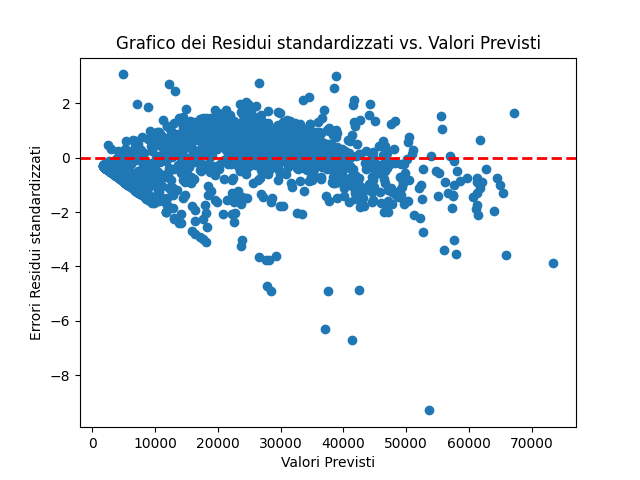 Grafico dei Residui standardizzati vs. Valori Previsti
Errori Residui standardizzati
2
0
−2
−4
−6
−8
0 10000 20000 30000 40000 50000 60000 70000
Valori Previsti